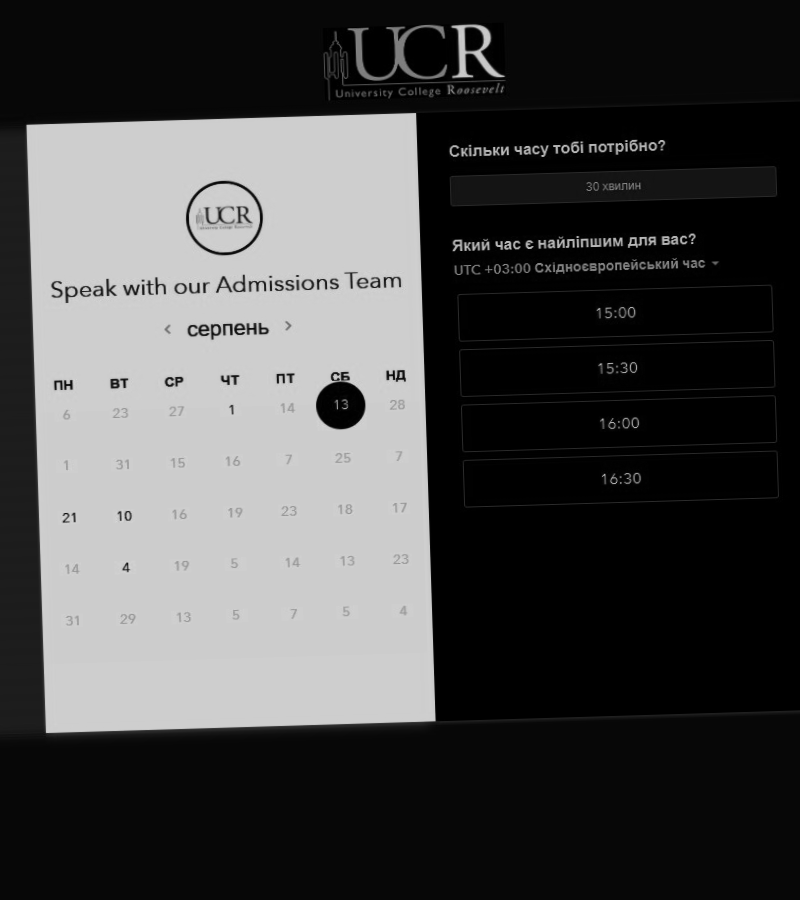 UCR
University College Roosevelt
UCR
University College Roosevelt
Speak with our Admissions Team
серпень
ПН ВТ СР ЧТ ПТ СБ НД
6 23 27 1 14 13 28
1 31 15 16 7 25 7
21 10 16 19 23 18 17
14 4 19 5 14 13 23
31 29 13 5 7 5 4
Скільки часу тобі потрібно?
30 хвилин
Який час є найліпшим для вас?
UTC +03:00 Східноєвропейський час
15:00
15:30
16:00
16:30